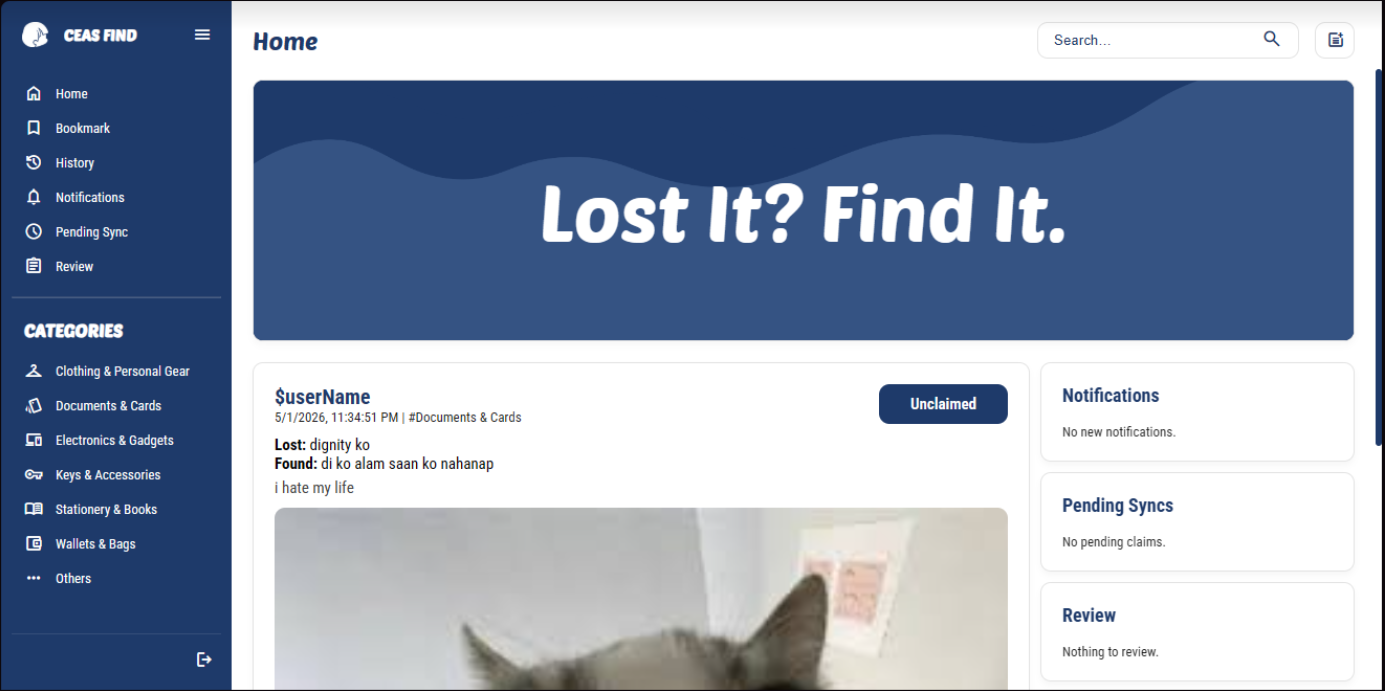 CEAS FIND
Home
Bookmark
History
Notifications
Pending Sync
Review
CATEGORIES
Clothing & Personal Gear
Documents & Cards
Electronics & Gadgets
Keys & Accessories
Stationery & Books
Wallets & Bags
Others
Home
Search...
Lost It? Find It.
$userName
5/1/2026, 11:34:51 PM | #Documents & Cards
Unclaimed
Lost: dignity ko
Found: di ko alam saan ko nahanap
i hate my life
Notifications
No new notifications.
Pending Syncs
No pending claims.
Review
Nothing to review.